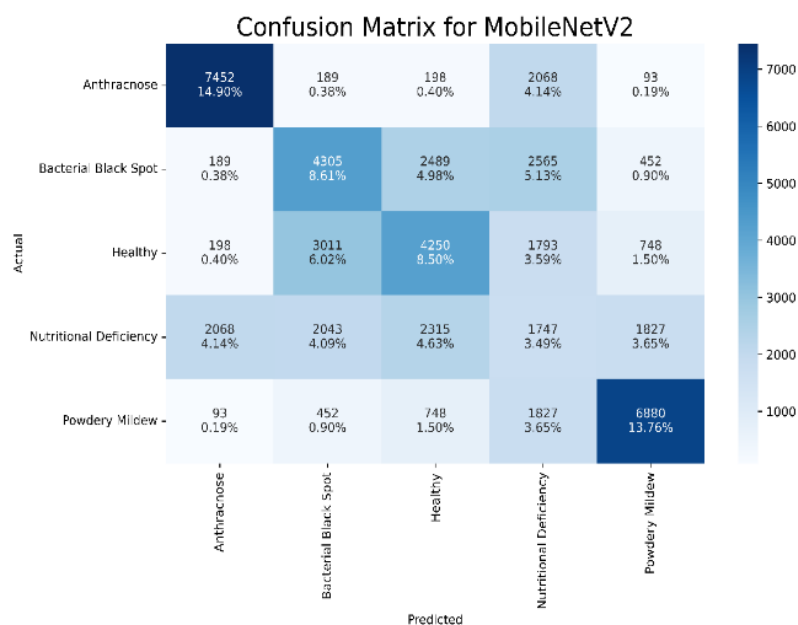 Confusion Matrix for MobileNetV2
Anthracnose
7452 189 198 2068 93
14.90% 0.38% 0.40% 4.14% 0.19%
Bacterial Black Spot
189 4305 2489 2565 452
0.38% 8.61% 4.98% 5.13% 0.90%
Healthy
198 3011 4250 1793 748
0.40% 6.02% 8.50% 3.59% 1.50%
Nutritional Deficiency
2068 2043 2315 1747 1827
4.14% 4.09% 4.63% 3.49% 3.65%
Powdery Mildew
93 452 748 1827 6880
0.19% 0.90% 1.50% 3.65% 13.76%
Actual
Anthracnose
Bacterial Black Spot
Healthy
Nutritional Deficiency
Powdery Mildew
Predicted
7000
6000
5000
4000
3000
2000
1000